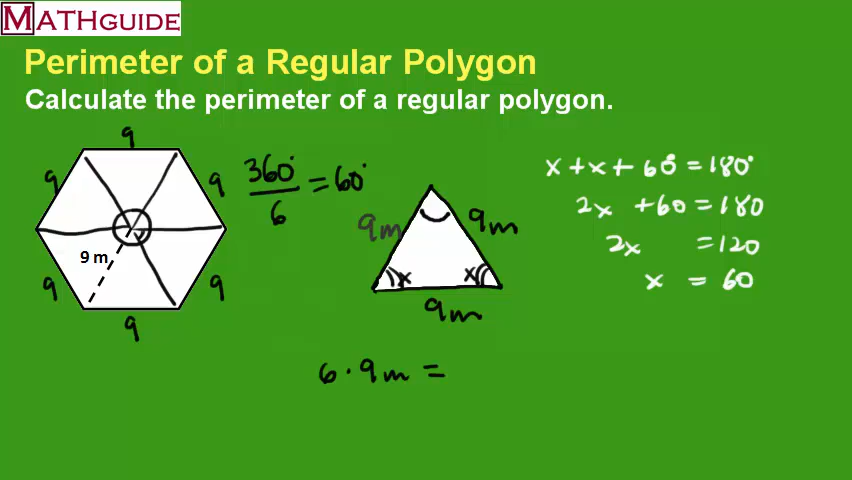 MATHGUIDE
Perimeter of a Regular Polygon
Calculate the perimeter of a regular polygon.
9
9
9
9 m
9
9
9
360° / 6 = 60°
9m
9m
x
x
9m
x + x + 60° = 180°
2x + 60 = 180
2x = 120
x = 60
6 · 9m =